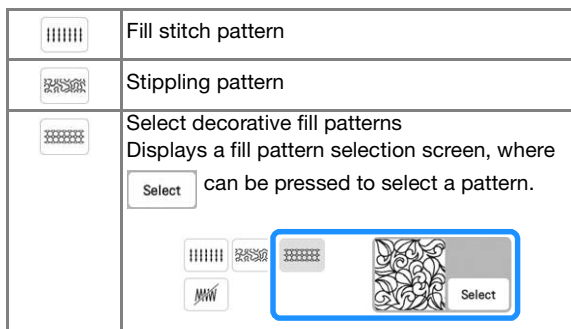 Fill stitch pattern
Stippling pattern
Select decorative fill patterns
Displays a fill pattern selection screen, where
Select can be pressed to select a pattern.
Select